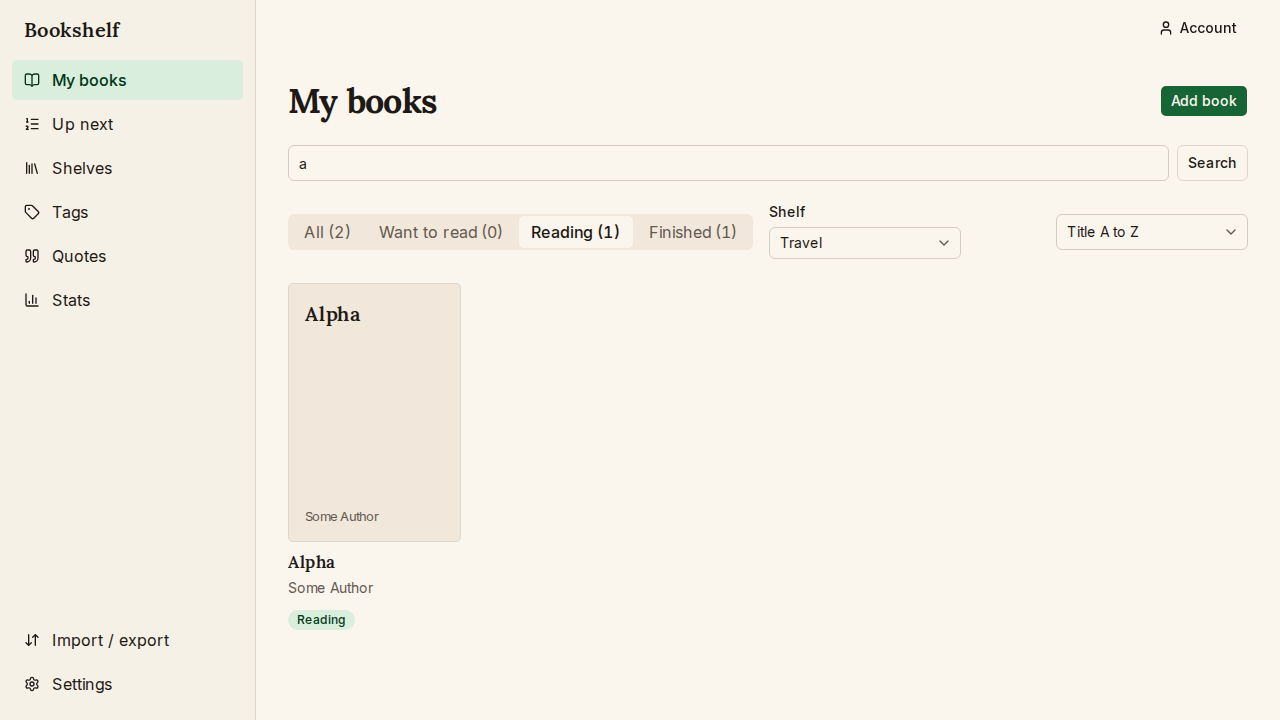 Bookshelf
My books
Up next
Shelves
Tags
Quotes
Stats
Import / export
Settings
Account
My books
Add book
a
Search
All (2)
Want to read (0)
Reading (1)
Finished (1)
Shelf
Travel
Title A to Z
Alpha
Some Author
Alpha
Some Author
Reading